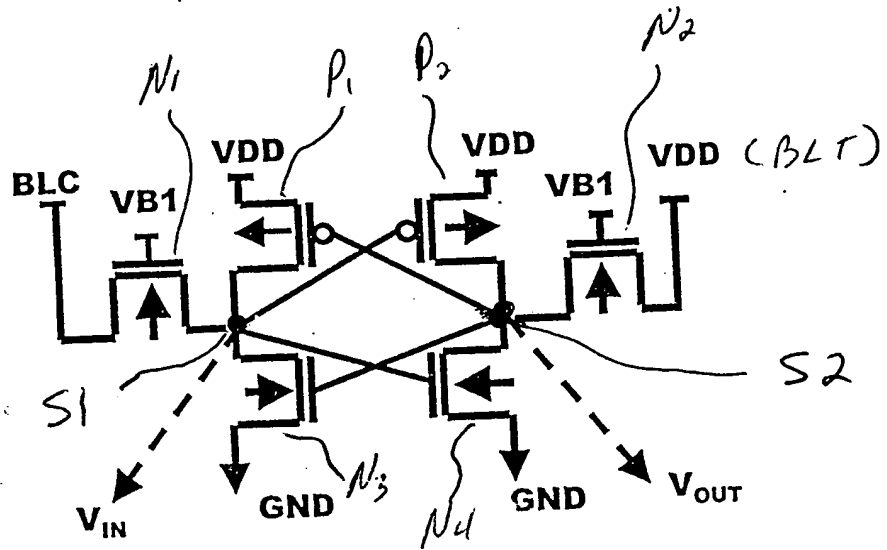 N1
P1
P2
N2
BLC
VB1
VDD
VDD
VB1
VDD (BLT)
S1
S2
VIN
GND
N3
N4
GND
VOUT